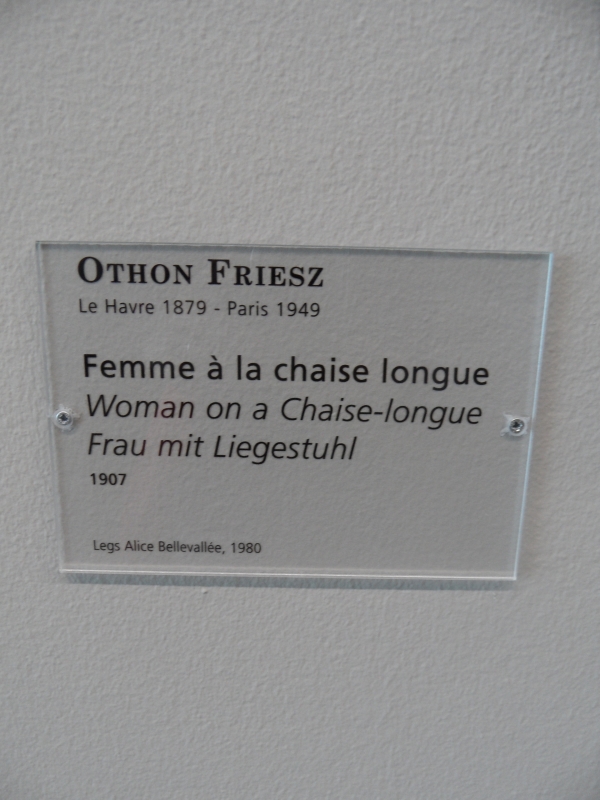 OTHON FRIESZ
Le Havre 1879 - Paris 1949
Femme à la chaise longue
Woman on a Chaise-longue
Frau mit Liegestuhl
1907
Legs Alice Bellevallée, 1980